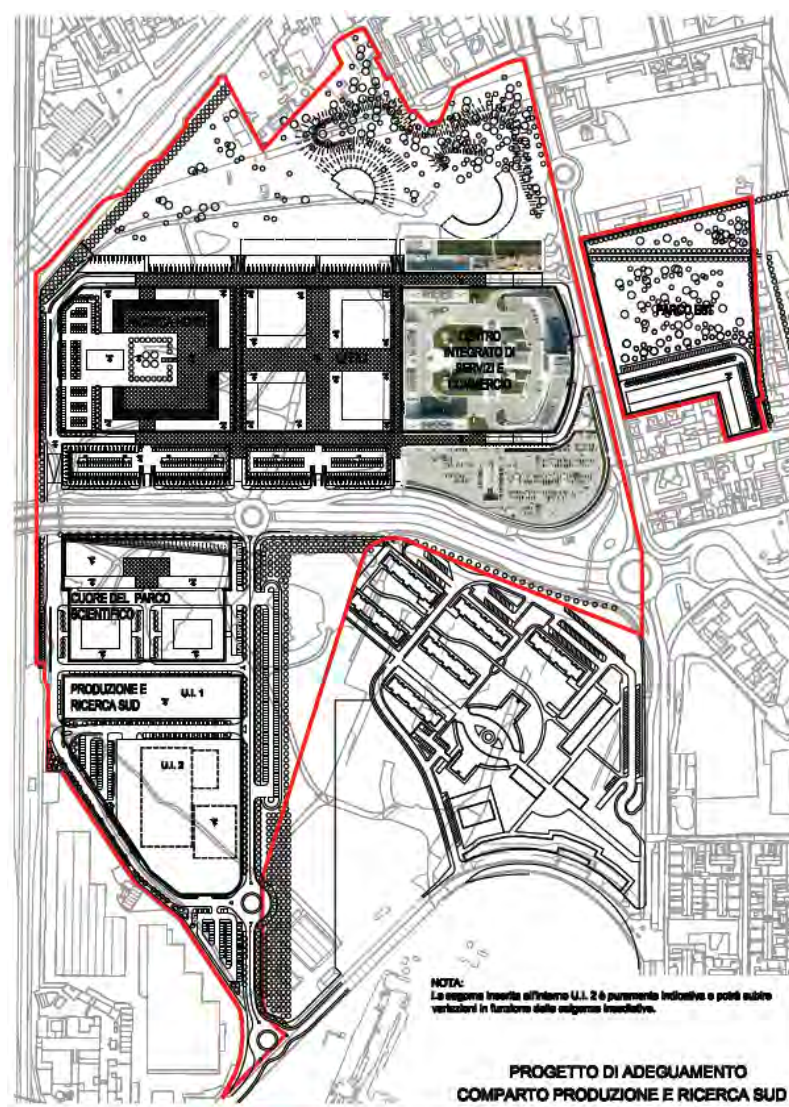 PARCO EST
CENTRO
INTEGRATO DI
SERVIZI E
COMMERCIO
CUORE DEL PARCO
SCIENTIFICO
PRODUZIONE E
RICERCA SUD
U.I. 1
U.I. 2
NOTA:
La sagoma inserita all'interno U.I. 2 è puramente indicativa e potrà subire
variazioni in funzione delle esigenze insediative.
PROGETTO DI ADEGUAMENTO
COMPARTO PRODUZIONE E RICERCA SUD